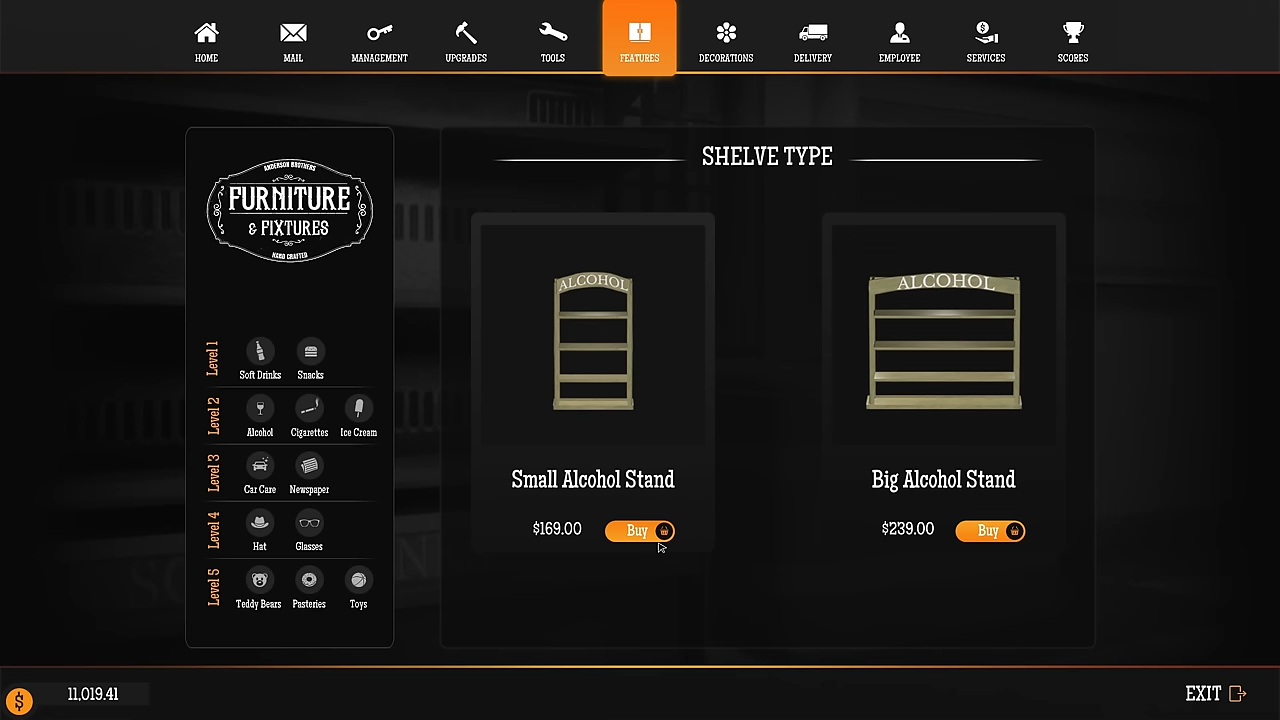 HOME
MAIL
MANAGEMENT
UPGRADES
TOOLS
FEATURES
DECORATIONS
DELIVERY
EMPLOYEE
SERVICES
SCORES
ANDERSON BROTHERS
FURNITURE
& FIXTURES
HAND CRAFTED
Level 1
Soft Drinks
Snacks
Level 2
Alcohol
Cigarettes
Ice Cream
Level 3
Car Care
Newspaper
Level 4
Hat
Glasses
Level 5
Teddy Bears
Pasteries
Toys
SHELVE TYPE
ALCOHOL
Small Alcohol Stand
$169.00
Buy
ALCOHOL
Big Alcohol Stand
$239.00
Buy
$
11,019.41
EXIT